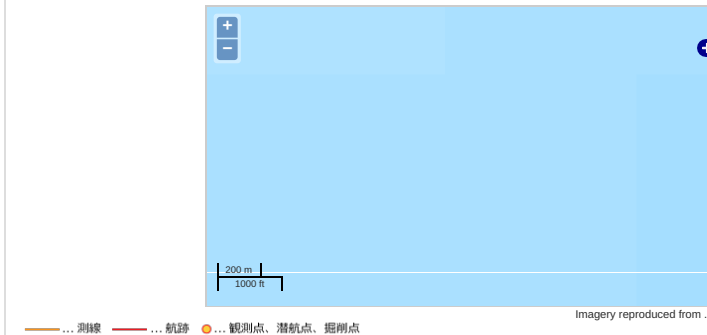 +
−
200 m
1000 ft
Imagery reproduced from .
... 測線 ... 航跡 ... 観測点、潜航点、掘削点